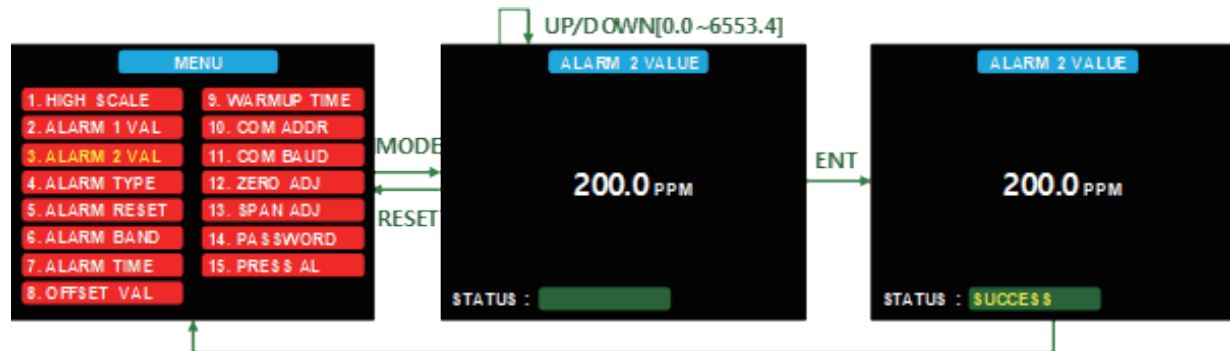 UP/DOWN[0.0~6553.4]
MENU
1. HIGH SCALE
2. ALARM 1 VAL
3. ALARM 2 VAL
4. ALARM TYPE
5. ALARM RESET
6. ALARM BAND
7. ALARM TIME
8. OFFSET VAL
9. WARMUP TIME
10. COM ADDR
11. COM BAUD
12. ZERO ADJ
13. SPAN ADJ
14. PASSWORD
15. PRESS AL
MODE
RESET
ALARM 2 VALUE
200.0 PPM
STATUS :
ENT
ALARM 2 VALUE
200.0 PPM
STATUS : SUCCESS